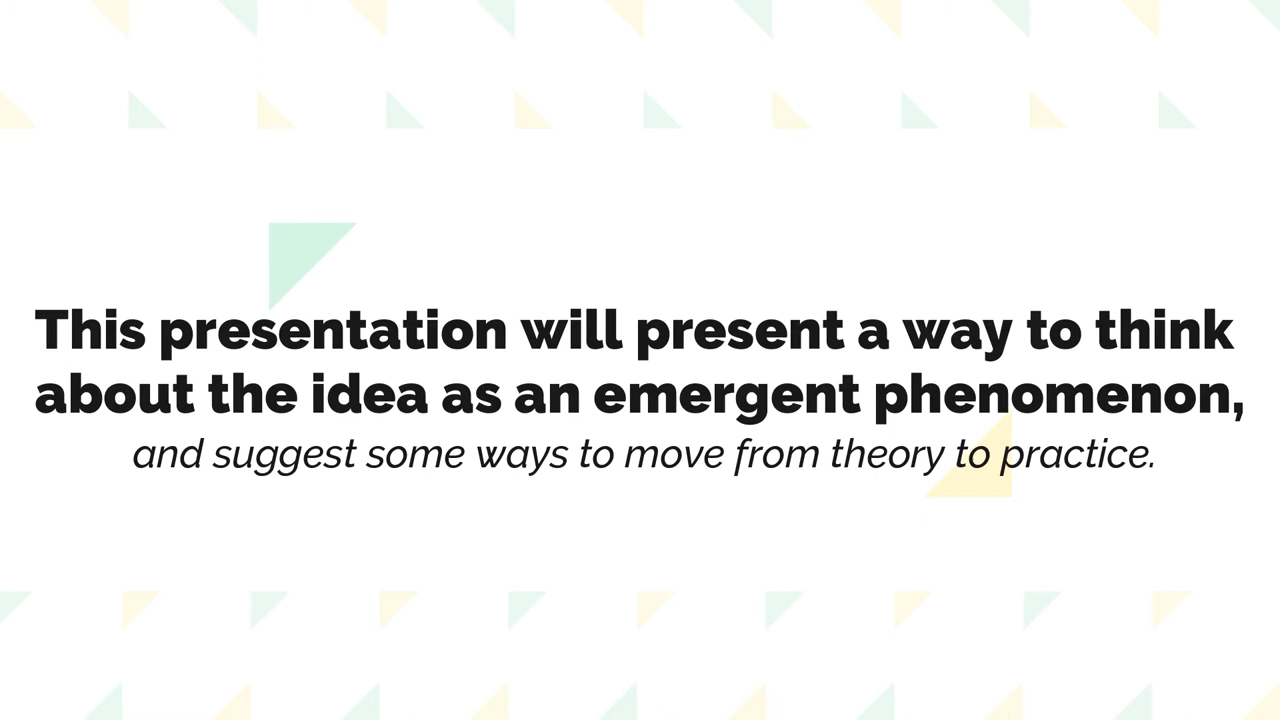 This presentation will present a way to think
about the idea as an emergent phenomenon,
and suggest some ways to move from theory to practice.